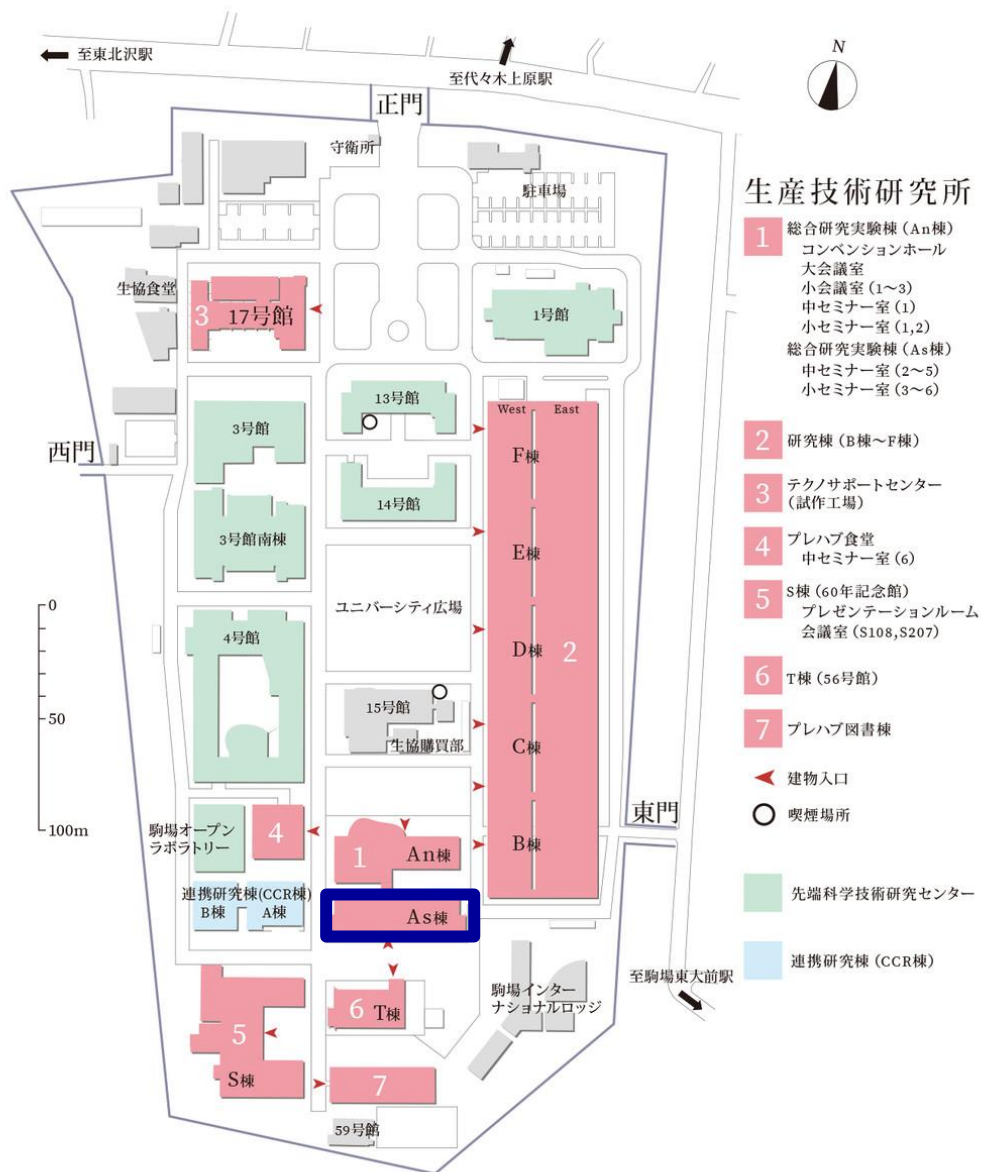 至東北沢駅
至代々木上原駅
N
正門
守衛所
駐車場
生協食堂
3
17号館
1号館
13号館
3号館
西門
14号館
3号館南棟
West
East
F棟
E棟
ユニバーシティ広場
D棟
2
4号館
15号館
生協購買部
C棟
0
50
100m
駒場オープン
ラボラトリー
4
1
An棟
B棟
東門
連携研究棟(CCR棟)
B棟
A棟
As棟
至駒場東大前駅
駒場インター
ナショナルロッジ
6
T棟
5
S棟
7
59号館
生産技術研究所
1
総合研究実験棟(An棟)
コンベンションホール
大会議室
小会議室(1~3)
中セミナー室(1)
小セミナー室(1,2)
総合研究実験棟(As棟)
中セミナー室(2~5)
小セミナー室(3~6)
2
研究棟(B棟~F棟)
3
テクノサポートセンター
(試作工場)
4
プレハブ食堂
中セミナー室(6)
5
S棟(60年記念館)
プレゼンテーションルーム
会議室(S108,S207)
6
T棟(56号館)
7
プレハブ図書棟
建物入口
喫煙場所
先端科学技術研究センター
連携研究棟(CCR棟)